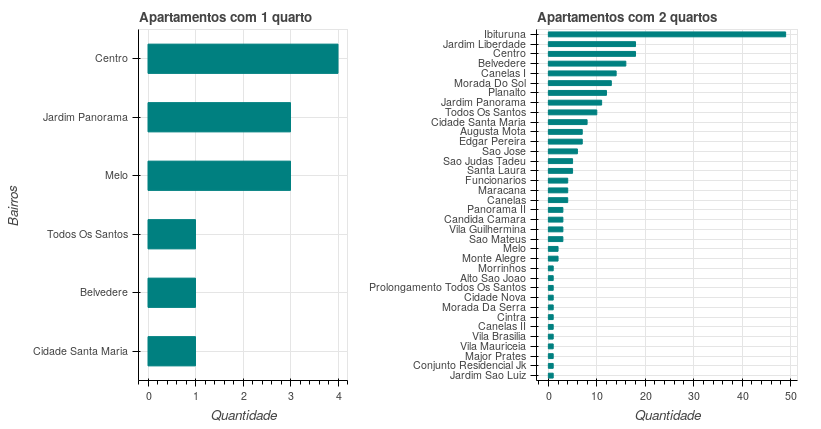 Apartamentos com 1 quarto
Bairros
Centro
Jardim Panorama
Melo
Todos Os Santos
Belvedere
Cidade Santa Maria
0 1 2 3 4
Quantidade
Apartamentos com 2 quartos
Ibituruna
Jardim Liberdade
Centro
Belvedere
Canelas I
Morada Do Sol
Planalto
Jardim Panorama
Todos Os Santos
Cidade Santa Maria
Augusta Mota
Edgar Pereira
Sao Jose
Sao Judas Tadeu
Santa Laura
Funcionarios
Maracana
Canelas
Panorama II
Candida Camara
Vila Guilhermina
Sao Mateus
Melo
Monte Alegre
Morrinhos
Alto Sao Joao
Prolongamento Todos Os Santos
Cidade Nova
Morada Da Serra
Cintra
Canelas II
Vila Brasilia
Vila Mauriceia
Major Prates
Conjunto Residencial Jk
Jardim Sao Luiz
0 10 20 30 40 50
Quantidade